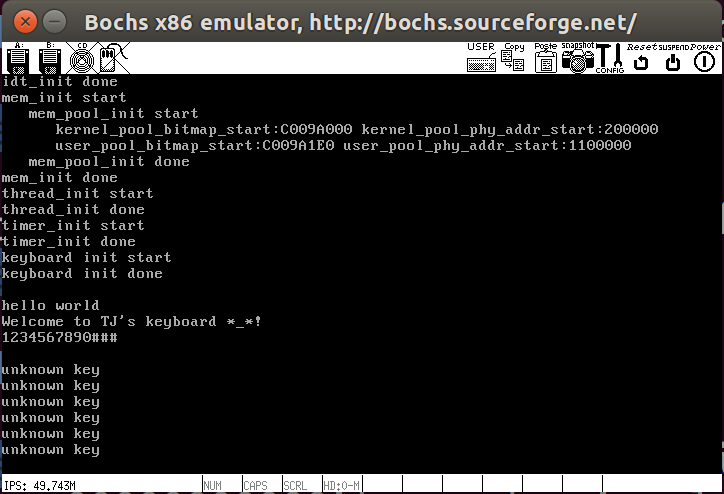 Bochs x86 emulator, http://bochs.sourceforge.net/
A: B: CD USER Copy Paste snapshot CONFIG Reset SUSPEND Power
idt_init done
mem_init start
mem_pool_init start
kernel_pool_bitmap_start:C009A000 kernel_pool_phy_addr_start:200000
user_pool_bitmap_start:C009A1E0 user_pool_phy_addr_start:1100000
mem_pool_init done
mem_init done
thread_init start
thread_init done
timer_init start
timer_init done
keyboard init start
keyboard init done
hello world
Welcome to TJ's keyboard *_*!
1234567890###
unknown key
unknown key
unknown key
unknown key
unknown key
unknown key
IPS: 49.743M NUM CAPS SCRL HD:0-M